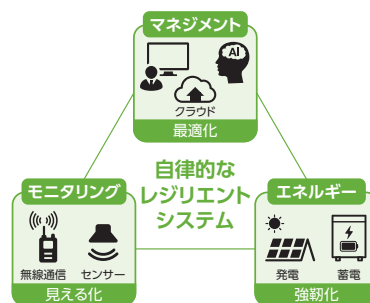 マネジメント
AI
クラウド
最適化
自律的な
レジリエント
システム
モニタリング
無線通信 センサー
見える化
エネルギー
発電 蓄電
強靭化